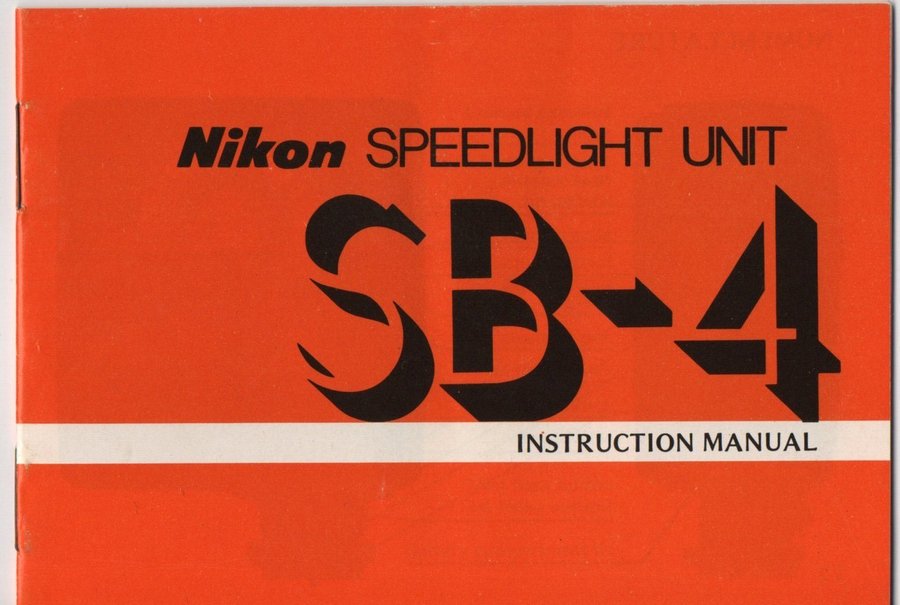 Nikon SPEEDLIGHT UNIT
SB-4
INSTRUCTION MANUAL